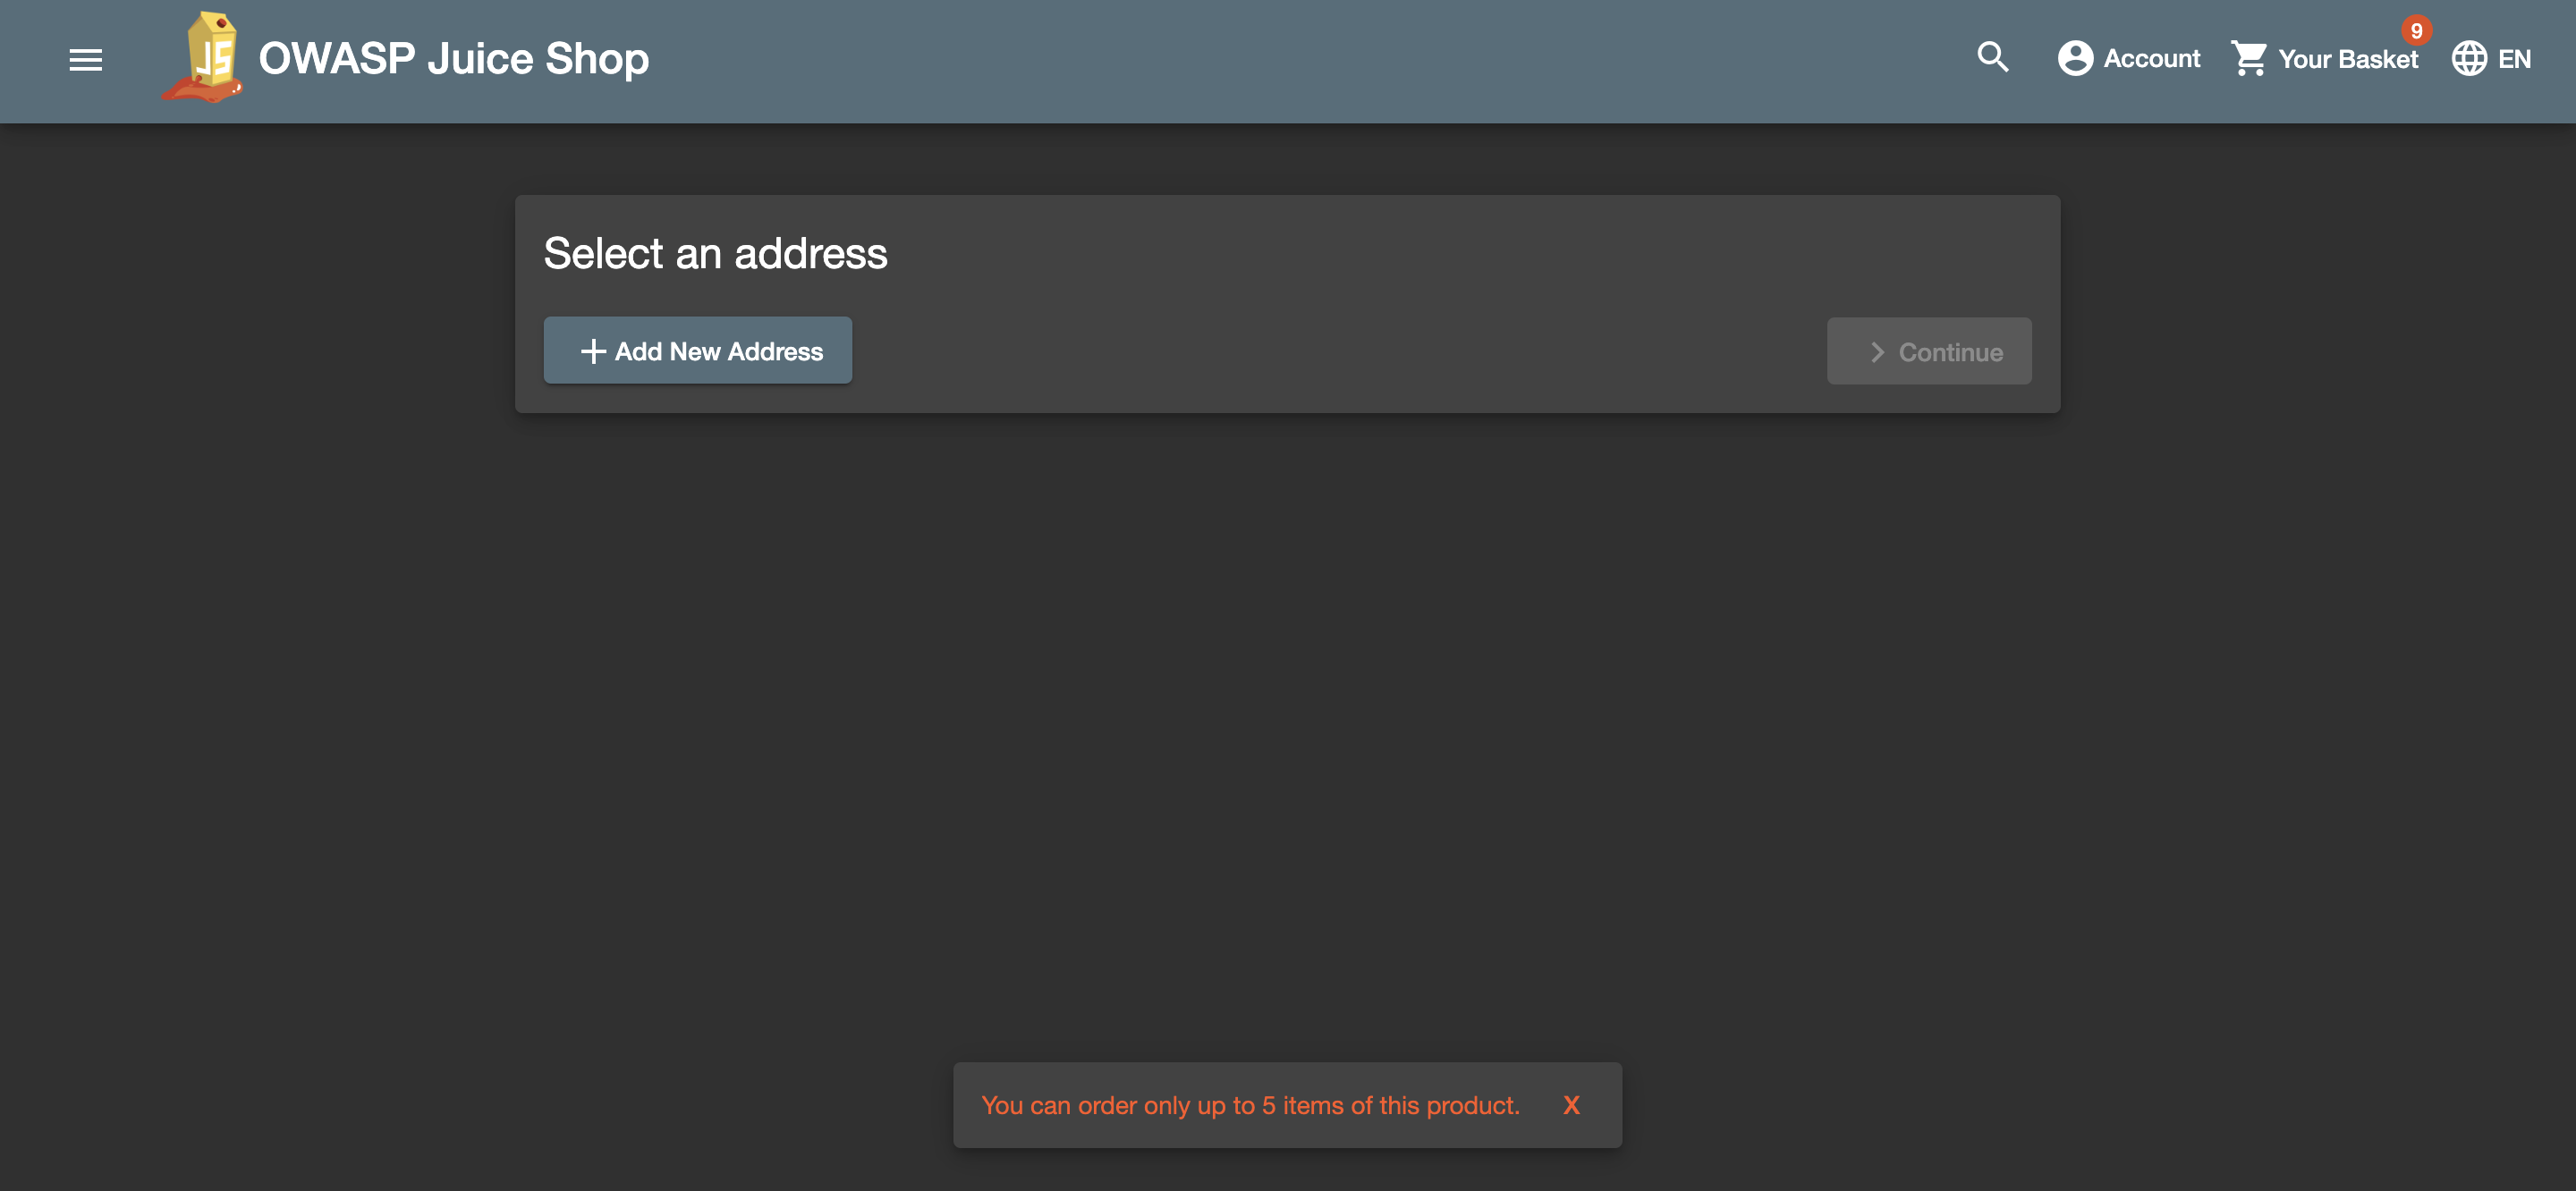 JS
OWASP Juice Shop
Account
Your Basket
9
EN
Select an address
Add New Address
Continue
You can order only up to 5 items of this product.
X